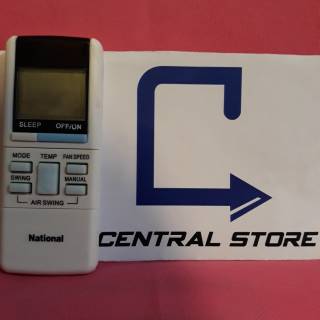 SLEEP OFF/ON
MODE TEMP FAN SPEED
SWING MANUAL
AIR SWING
National
CENTRAL STORE